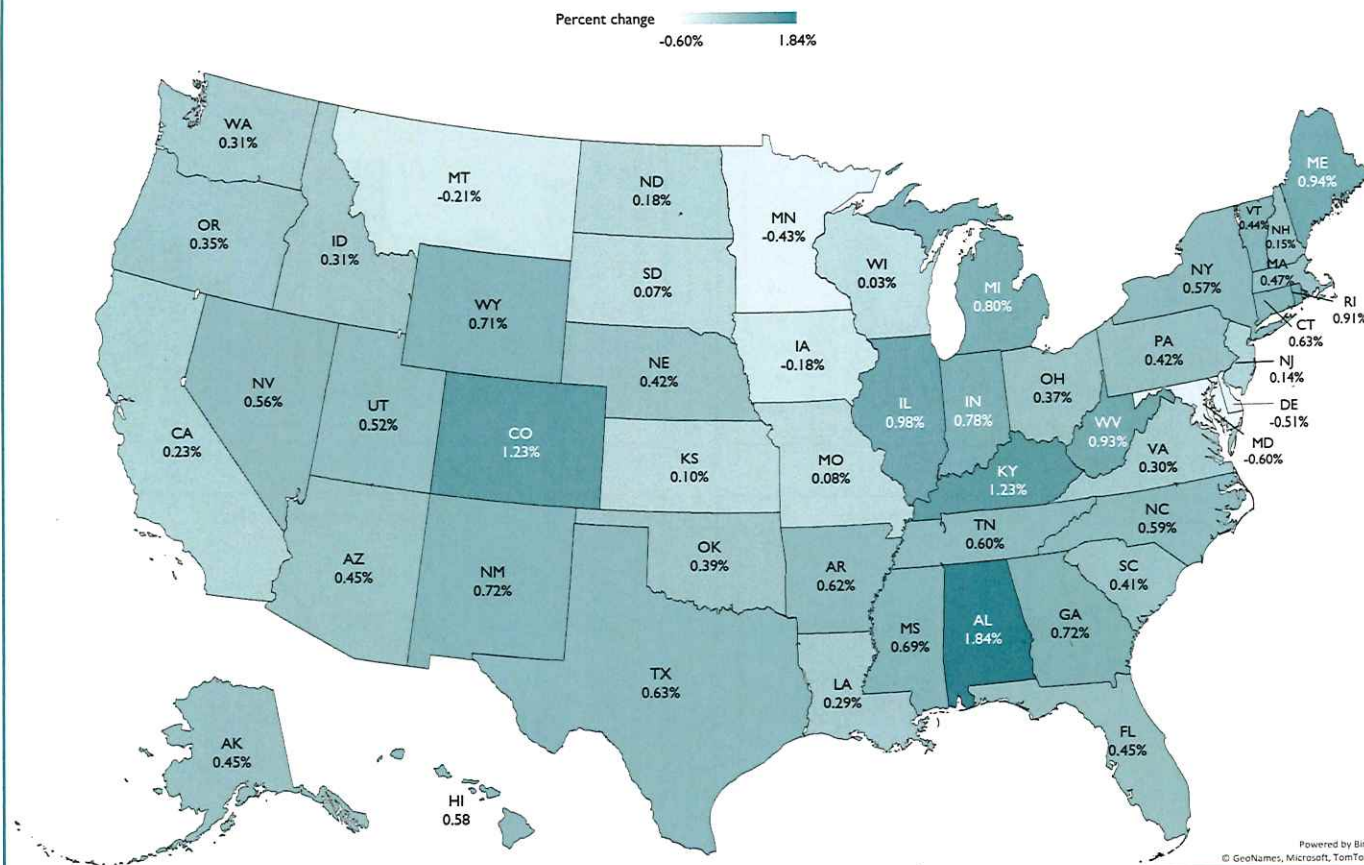 Percent change
-0.60% 1.84%
WA
0.31%
MT
-0.21%
ND
0.18%
MN
-0.43%
ME
0.94%
OR
0.35%
ID
0.31%
SD
0.07%
WI
0.03%
MI
0.80%
NY
0.57%
VT
0.44%
NH
0.15%
MA
0.47%
RI
0.91%
CT
0.63%
WY
0.71%
IA
-0.18%
NE
0.42%
PA
0.42%
NJ
0.14%
NV
0.56%
UT
0.52%
IL
0.98%
IN
0.78%
OH
0.37%
DE
-0.51%
CA
0.23%
CO
1.23%
KS
0.10%
MO
0.08%
WV
0.93%
VA
0.30%
MD
-0.60%
KY
1.23%
NC
0.59%
TN
0.60%
AZ
0.45%
NM
0.72%
OK
0.39%
AR
0.62%
SC
0.41%
MS
0.69%
AL
1.84%
GA
0.72%
TX
0.63%
LA
0.29%
FL
0.45%
AK
0.45%
HI
0.58
Powered by Bi
© GeoNames, Microsoft, TomTo